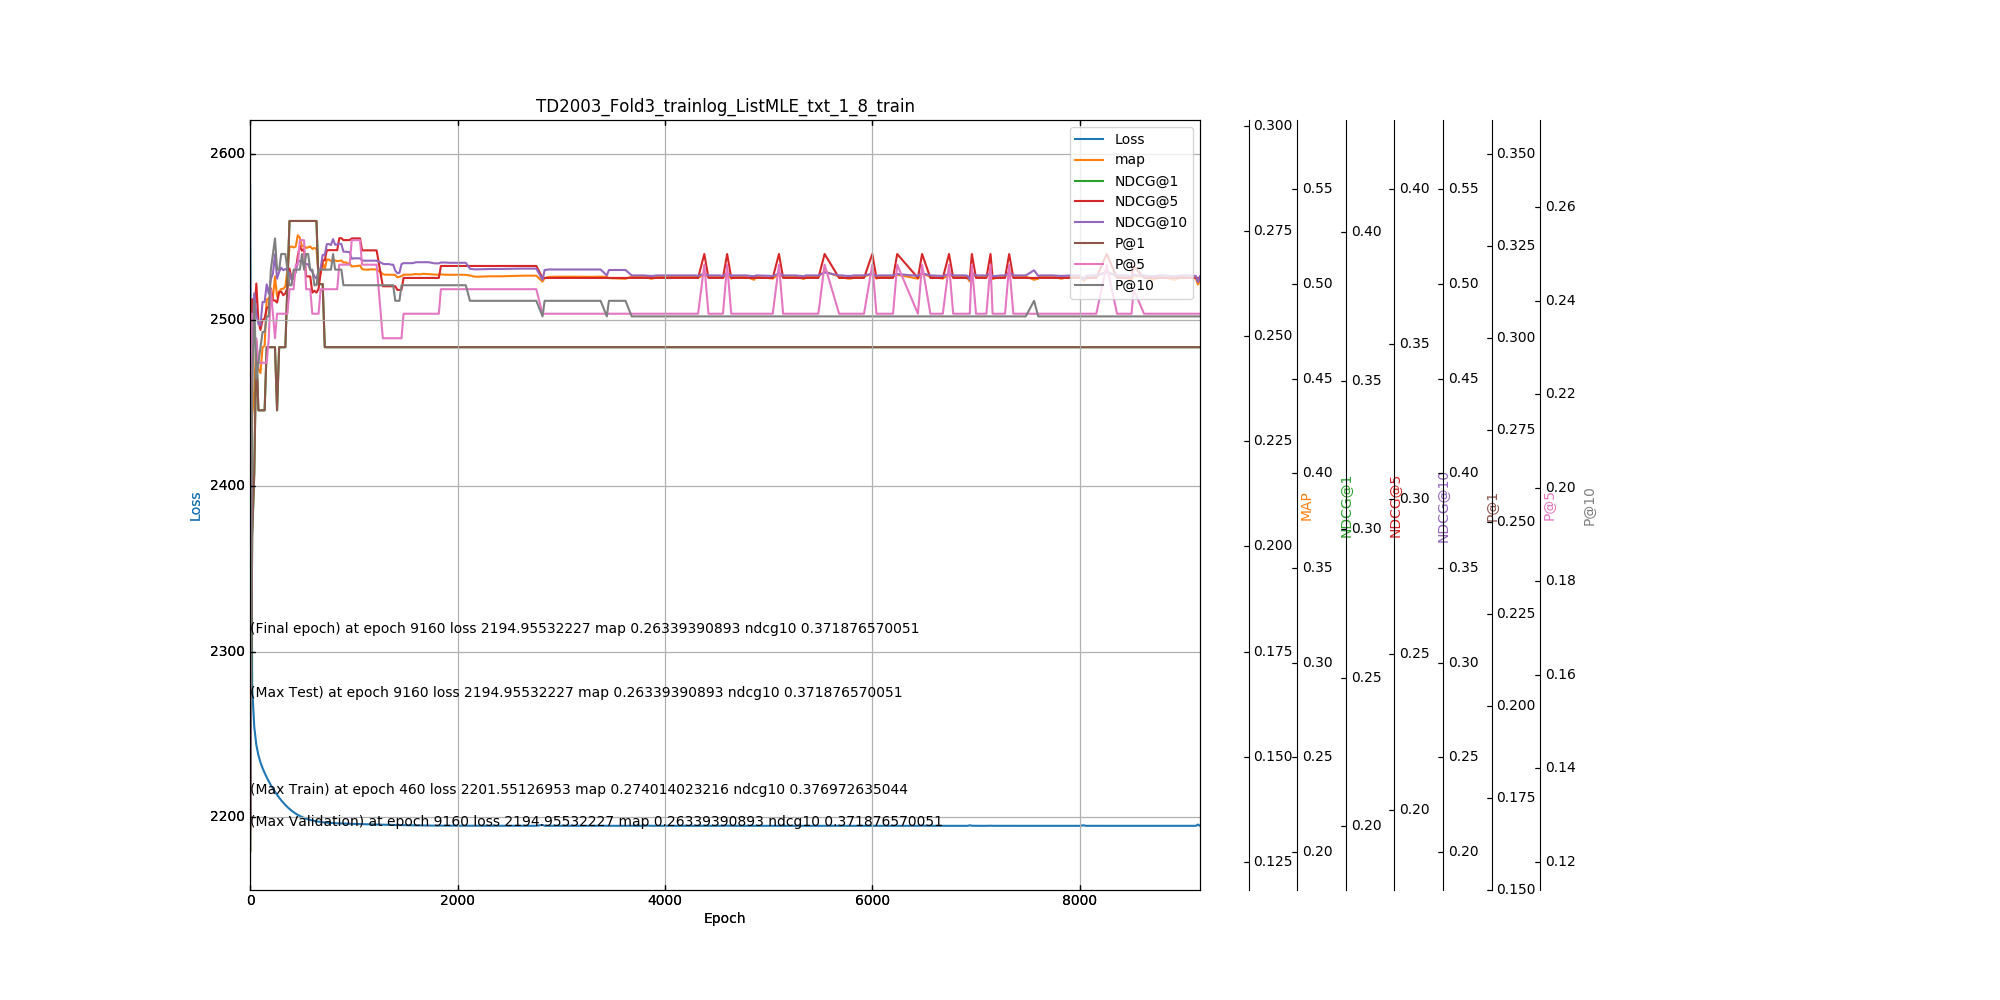 TD2003_Fold3_trainlog_ListMLE_txt_1_8_train
Loss
map
NDCG@1
NDCG@5
NDCG@10
P@1
P@5
P@10
2600
2500
2400
2300
2200
Loss
(Final epoch) at epoch 9160 loss 2194.95532227 map 0.26339390893 ndcg10 0.371876570051
(Max Test) at epoch 9160 loss 2194.95532227 map 0.26339390893 ndcg10 0.371876570051
(Max Train) at epoch 460 loss 2201.55126953 map 0.274014023216 ndcg10 0.376972635044
(Max Validation) at epoch 9160 loss 2194.95532227 map 0.26339390893 ndcg10 0.371876570051
0 2000 4000 6000 8000
Epoch
0.300
0.275
0.250
0.225
0.200
0.175
0.150
0.125
MAP
0.55
0.50
0.45
0.40
0.35
0.30
0.25
0.20
NDCG@1
0.40
0.35
0.30
0.25
0.20
NDCG@5
0.40
0.35
0.30
0.25
0.20
NDCG@10
0.55
0.50
0.45
0.40
0.35
0.30
0.25
0.20
P@1
0.350
0.325
0.300
0.275
0.250
0.225
0.200
0.175
0.150
P@5
0.26
0.24
0.22
0.20
0.18
0.16
0.14
0.12
P@10